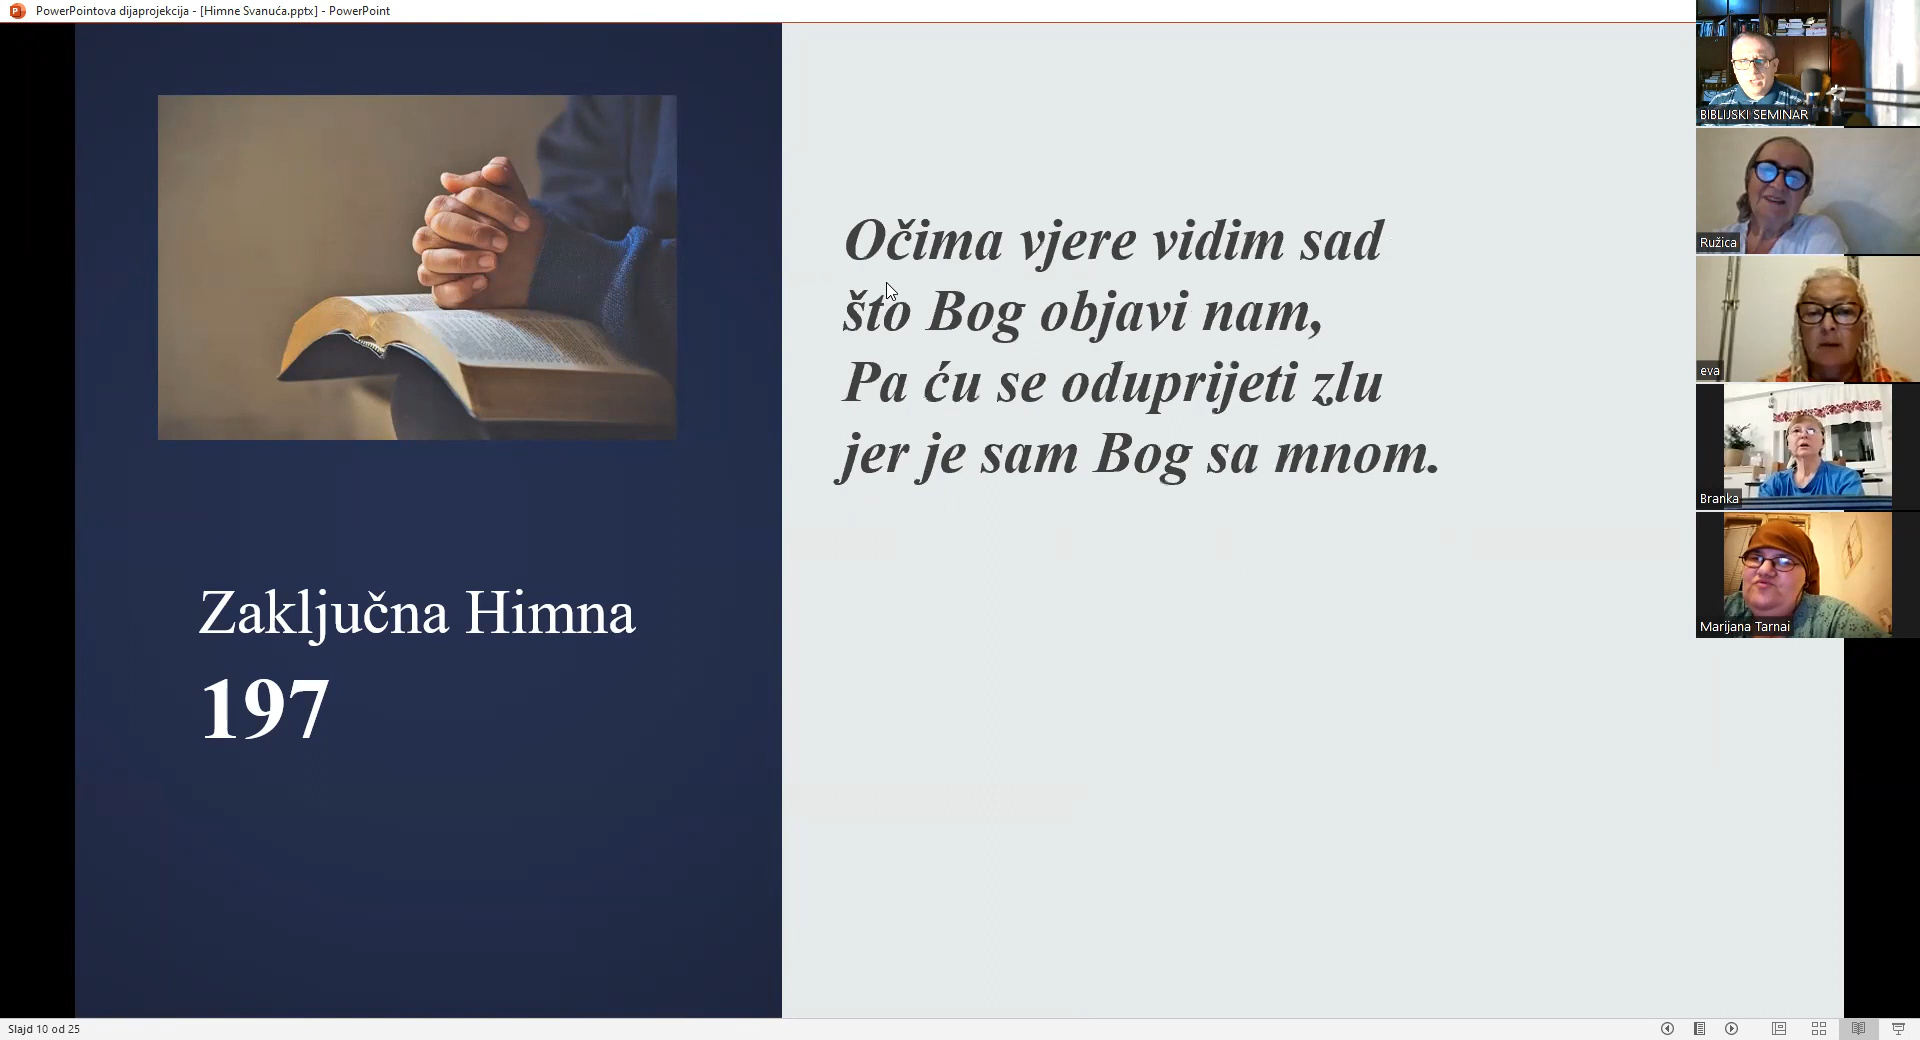 PowerPointova dijaprojekcija - [Himne Svanuća.pptx] - PowerPoint
Očima vjere vidim sad
što Bog objavi nam,
Pa ću se oduprijeti zlu
jer je sam Bog sa mnom.
Zaključna Himna
197
BIBLIJSKI SEMINAR
Ružica
eva
Branka
Marijana Tarnai
Slajd 10 od 25